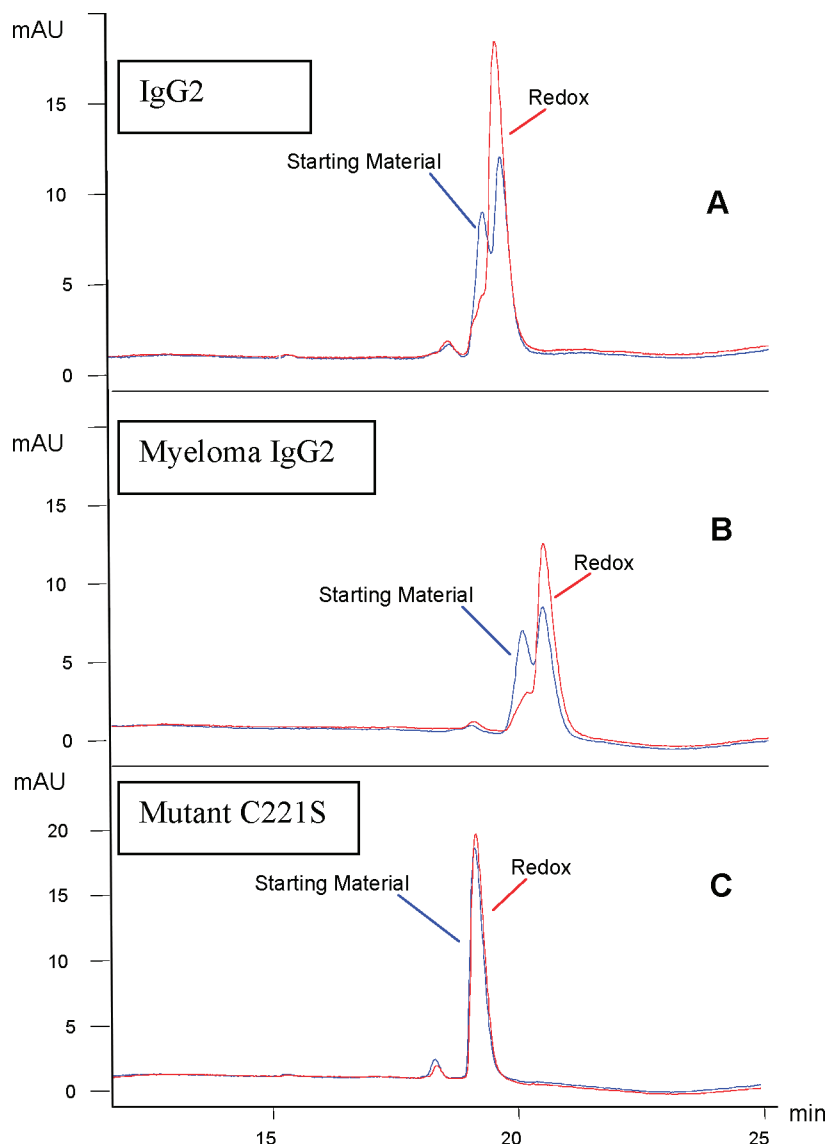 mAU
IgG2
15
10
5
0
Redox
Starting Material
A
mAU
Myeloma IgG2
15
10
5
0
Redox
Starting Material
B
mAU
Mutant C221S
20
15
10
5
0
Starting Material
Redox
C
15
20
25
min